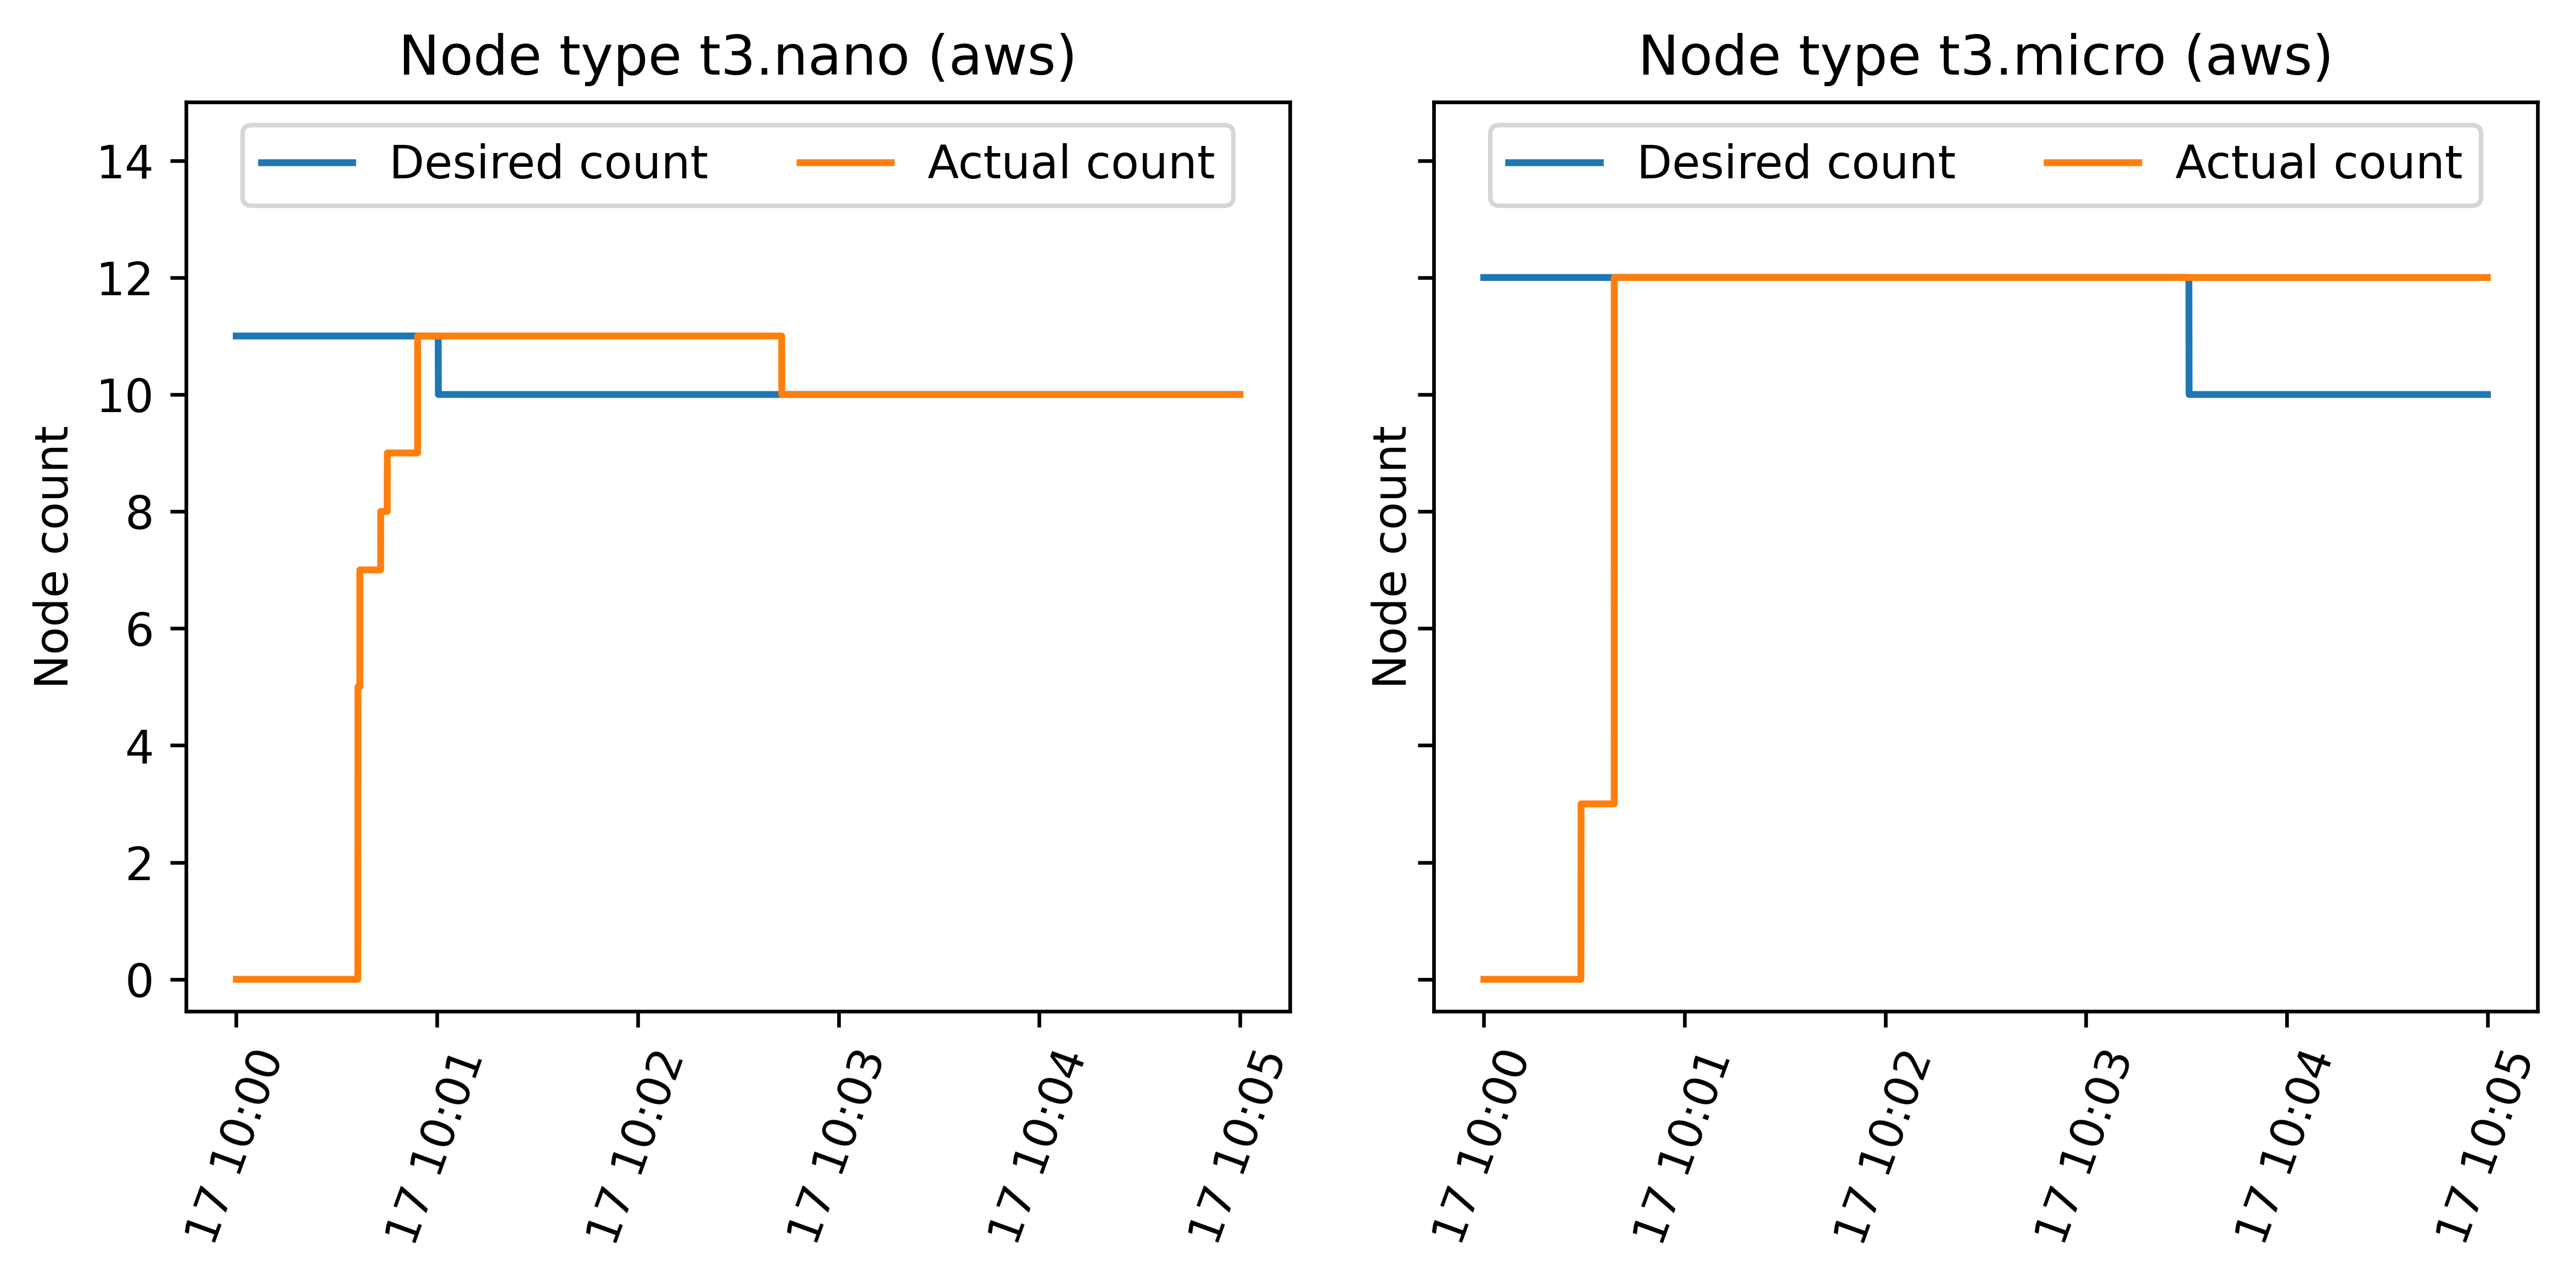 Node type t3.nano (aws)
Desired count
Actual count
Node count
14
12
10
8
6
4
2
0
17 10:00
17 10:01
17 10:02
17 10:03
17 10:04
17 10:05
Node type t3.micro (aws)
Desired count
Actual count
Node count
17 10:00
17 10:01
17 10:02
17 10:03
17 10:04
17 10:05